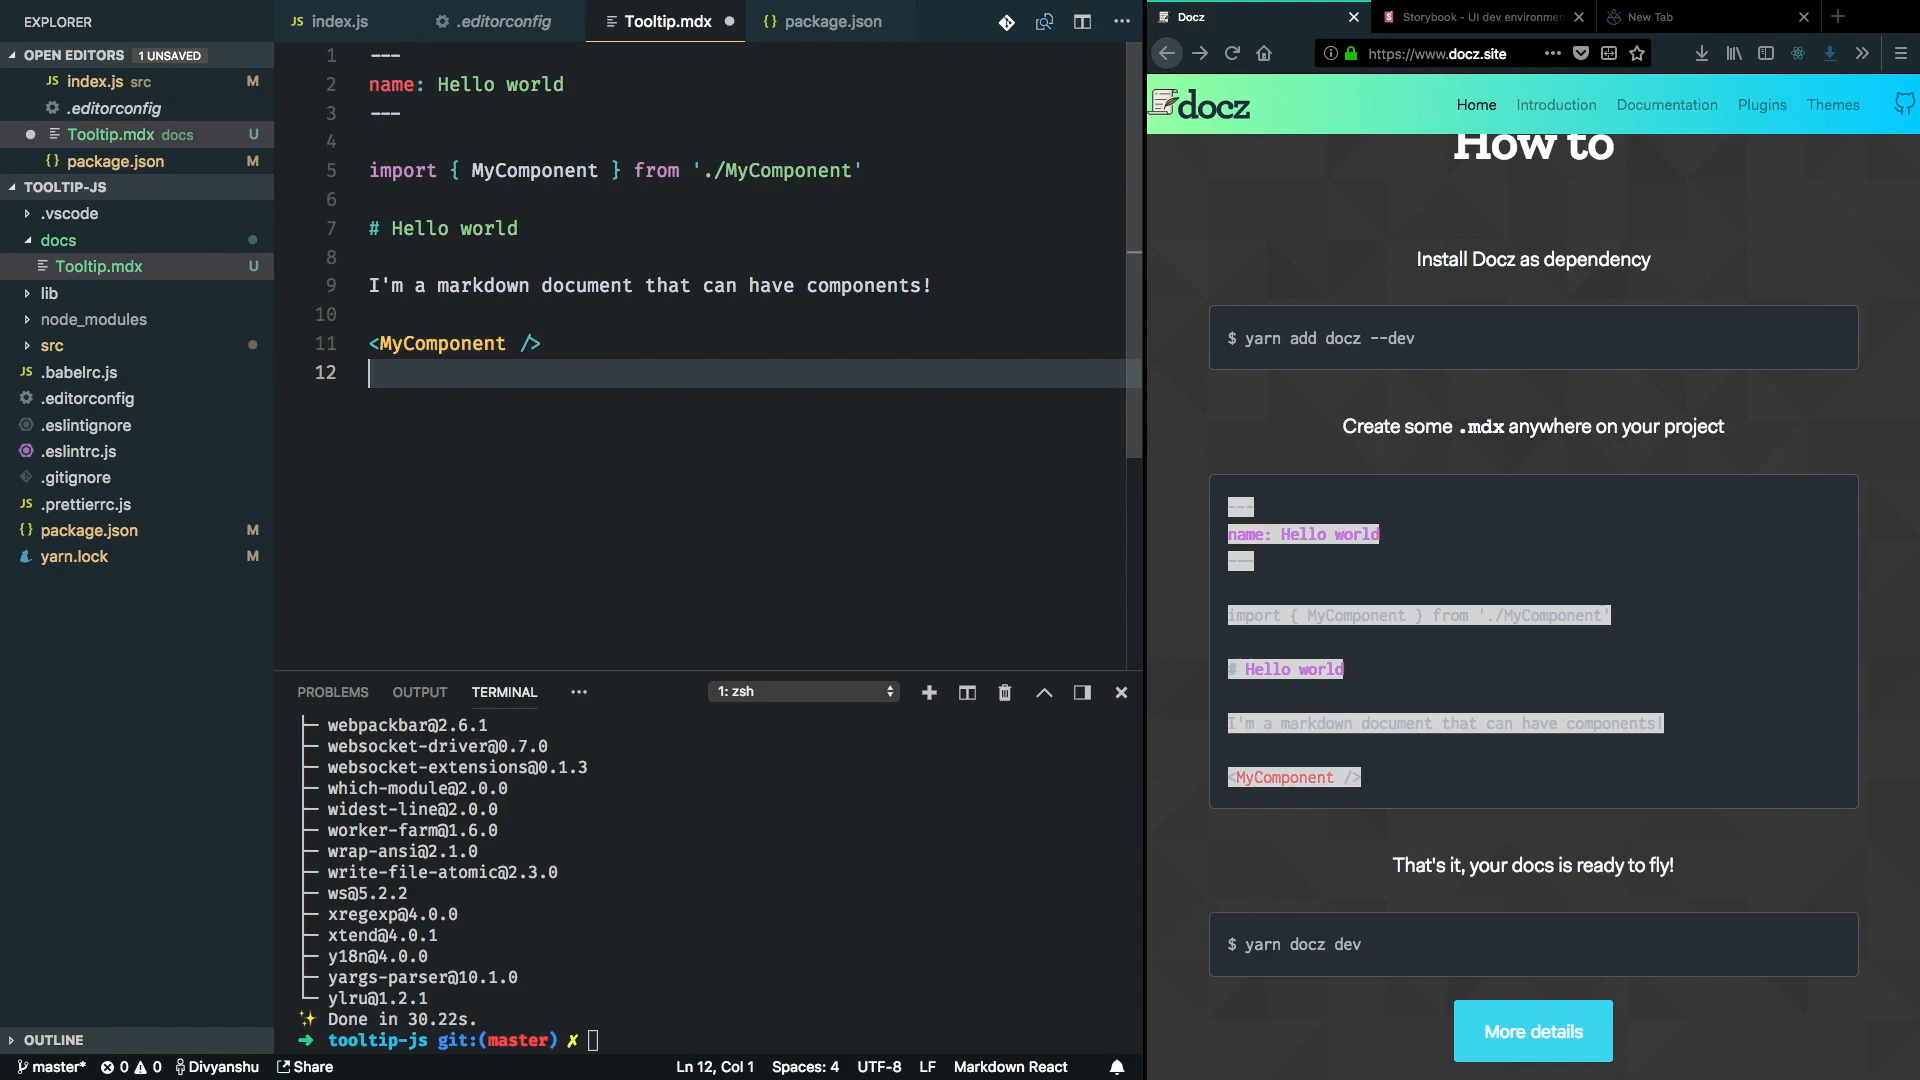 EXPLORER
OPEN EDITORS 1 UNSAVED
JS index.js src M
.editorconfig
Tooltip.mdx docs U
{} package.json M
TOOLTIP-JS
.vscode
docs
Tooltip.mdx U
lib
node_modules
src
JS .babelrc.js
.editorconfig
.eslintignore
.eslintrc.js
.gitignore
JS .prettierrc.js
{} package.json M
yarn.lock M
OUTLINE
JS index.js
.editorconfig
Tooltip.mdx
{} package.json
1 ---
2 name: Hello world
3 ---
4
5 import { MyComponent } from './MyComponent'
6
7 # Hello world
8
9 I'm a markdown document that can have components!
10
11 <MyComponent />
12
PROBLEMS OUTPUT TERMINAL ••• 1: zsh
├─ webpackbar@2.6.1
├─ websocket-driver@0.7.0
├─ websocket-extensions@0.1.3
├─ which-module@2.0.0
├─ widest-line@2.0.0
├─ worker-farm@1.6.0
├─ wrap-ansi@2.1.0
├─ write-file-atomic@2.3.0
├─ ws@5.2.2
├─ xregexp@4.0.0
├─ xtend@4.0.1
├─ y18n@4.0.0
├─ yargs-parser@10.1.0
└─ ylru@1.2.1
✨ Done in 30.22s.
➜ tooltip-js git:(master) ✗
master* 0 0 Divyanshu Share Ln 12, Col 1 Spaces: 4 UTF-8 LF Markdown React
Docz
Storybook - UI dev environmen
New Tab
https://www.docz.site
docz
Home Introduction Documentation Plugins Themes
How to
Install Docz as dependency
$ yarn add docz --dev
Create some .mdx anywhere on your project
---
name: Hello world
---
import { MyComponent } from './MyComponent'
# Hello world
I'm a markdown document that can have components!
<MyComponent />
That's it, your docs is ready to fly!
$ yarn docz dev
More details